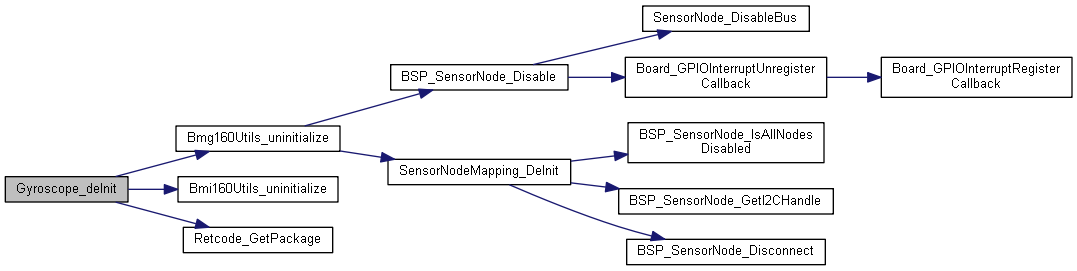 Gyroscope_deInit
Bmg160Utils_uninitialize
BSP_SensorNode_Disable
SensorNode_DisableBus
Board_GPIOInterruptUnregister
Callback
Board_GPIOInterruptRegister
Callback
SensorNodeMapping_DeInit
BSP_SensorNode_IsAllNodes
Disabled
BSP_SensorNode_GetI2CHandle
BSP_SensorNode_Disconnect
Bmi160Utils_uninitialize
Retcode_GetPackage